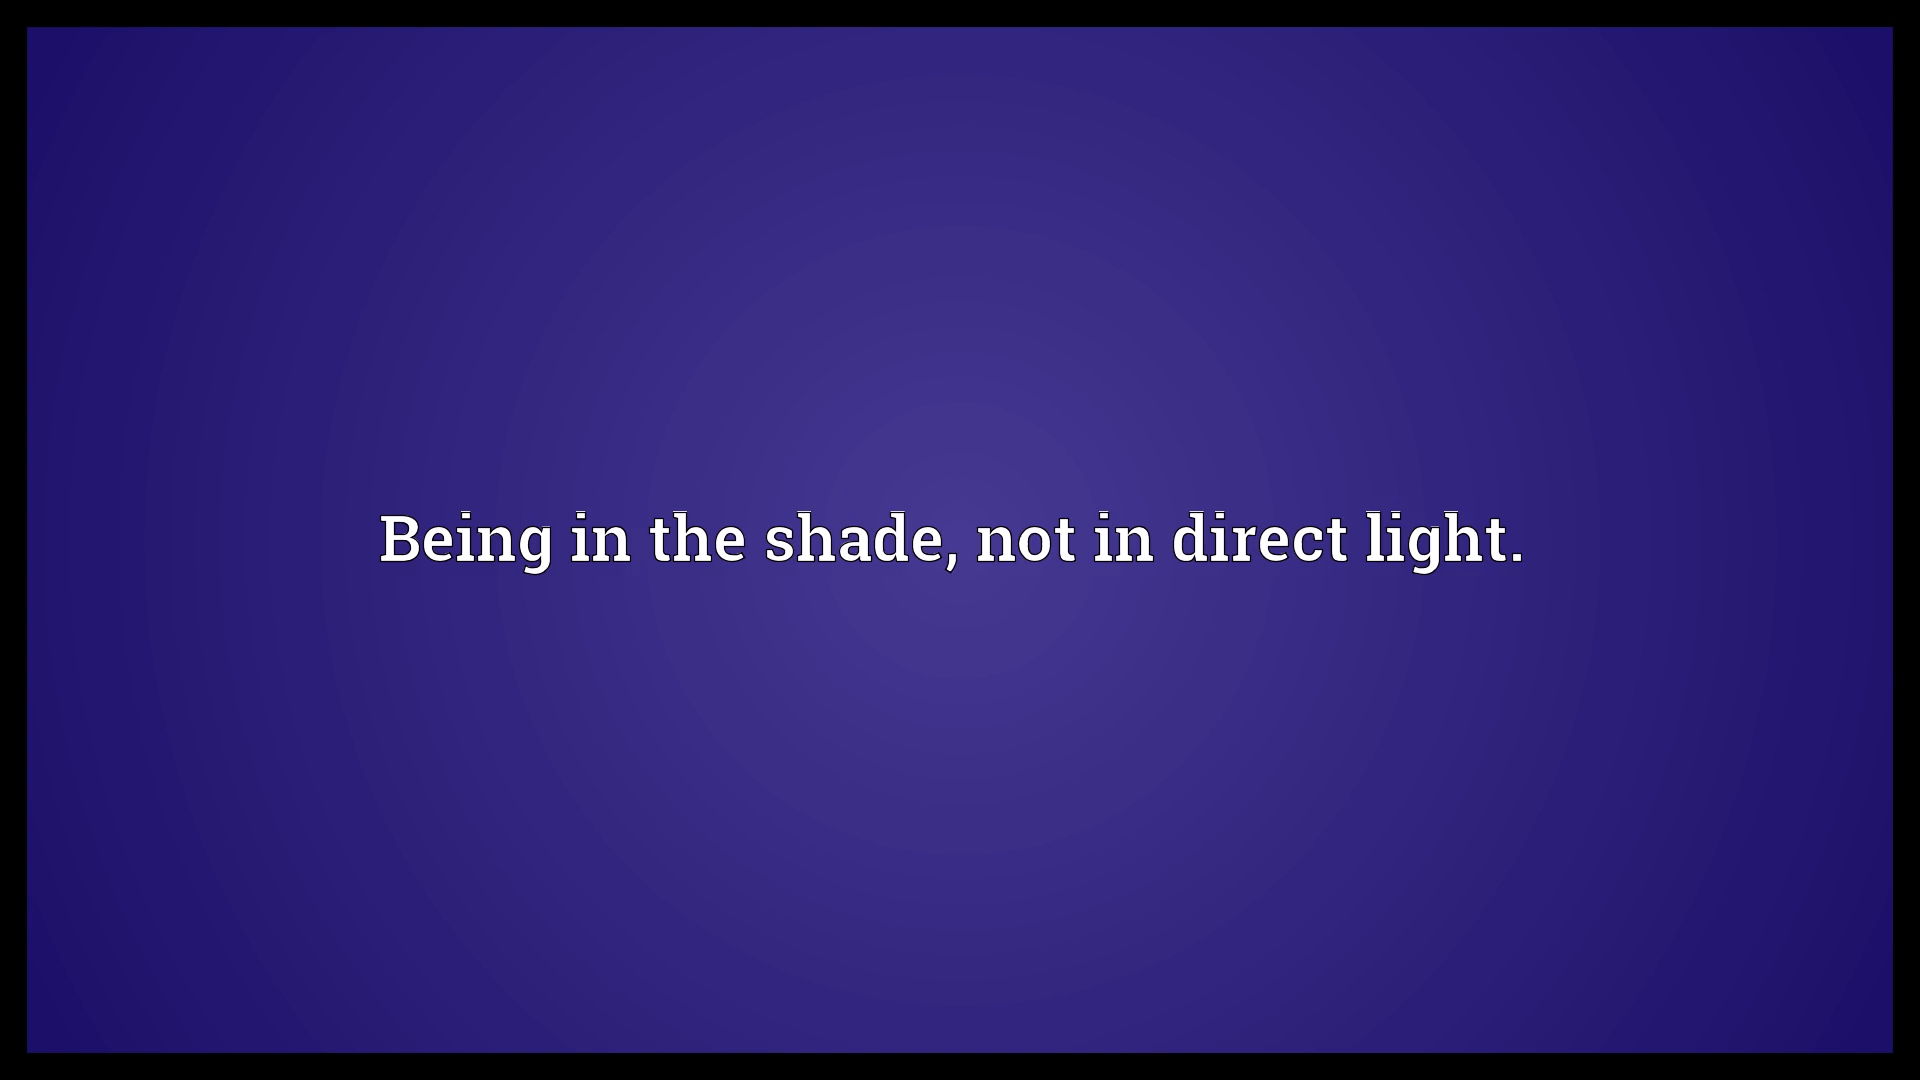 Being in the shade, not in direct light.